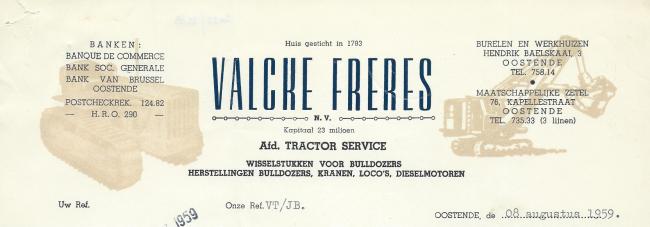 BANKEN:
BANQUE DE COMMERCE
BANK SOC. GENERALE
BANK VAN BRUSSEL
OOSTENDE
POSTCHECKREK. 124.82
— H.R.O. 290 —
Huis gesticht in 1793
VALCKE FRERES
N.V.
Kapitaal 23 miljoen
Afd. TRACTOR SERVICE
WISSELSTUKKEN VOOR BULLDOZERS
HERSTELLINGEN BULLDOZERS, KRANEN, LOCO'S, DIESELMOTOREN
BURELEN EN WERKHUIZEN
HENDRIK BAELSKAAI, 3
OOSTENDE
TEL. 758.14
•
MAATSCHAPPELIJKE ZETEL
76, KAPELLESTRAAT
OOSTENDE
TEL. 735.33 (3 lijnen)
Uw Ref.
Onze Ref. VT/JB.
OOSTENDE, de 08 augustus 1959.
1959